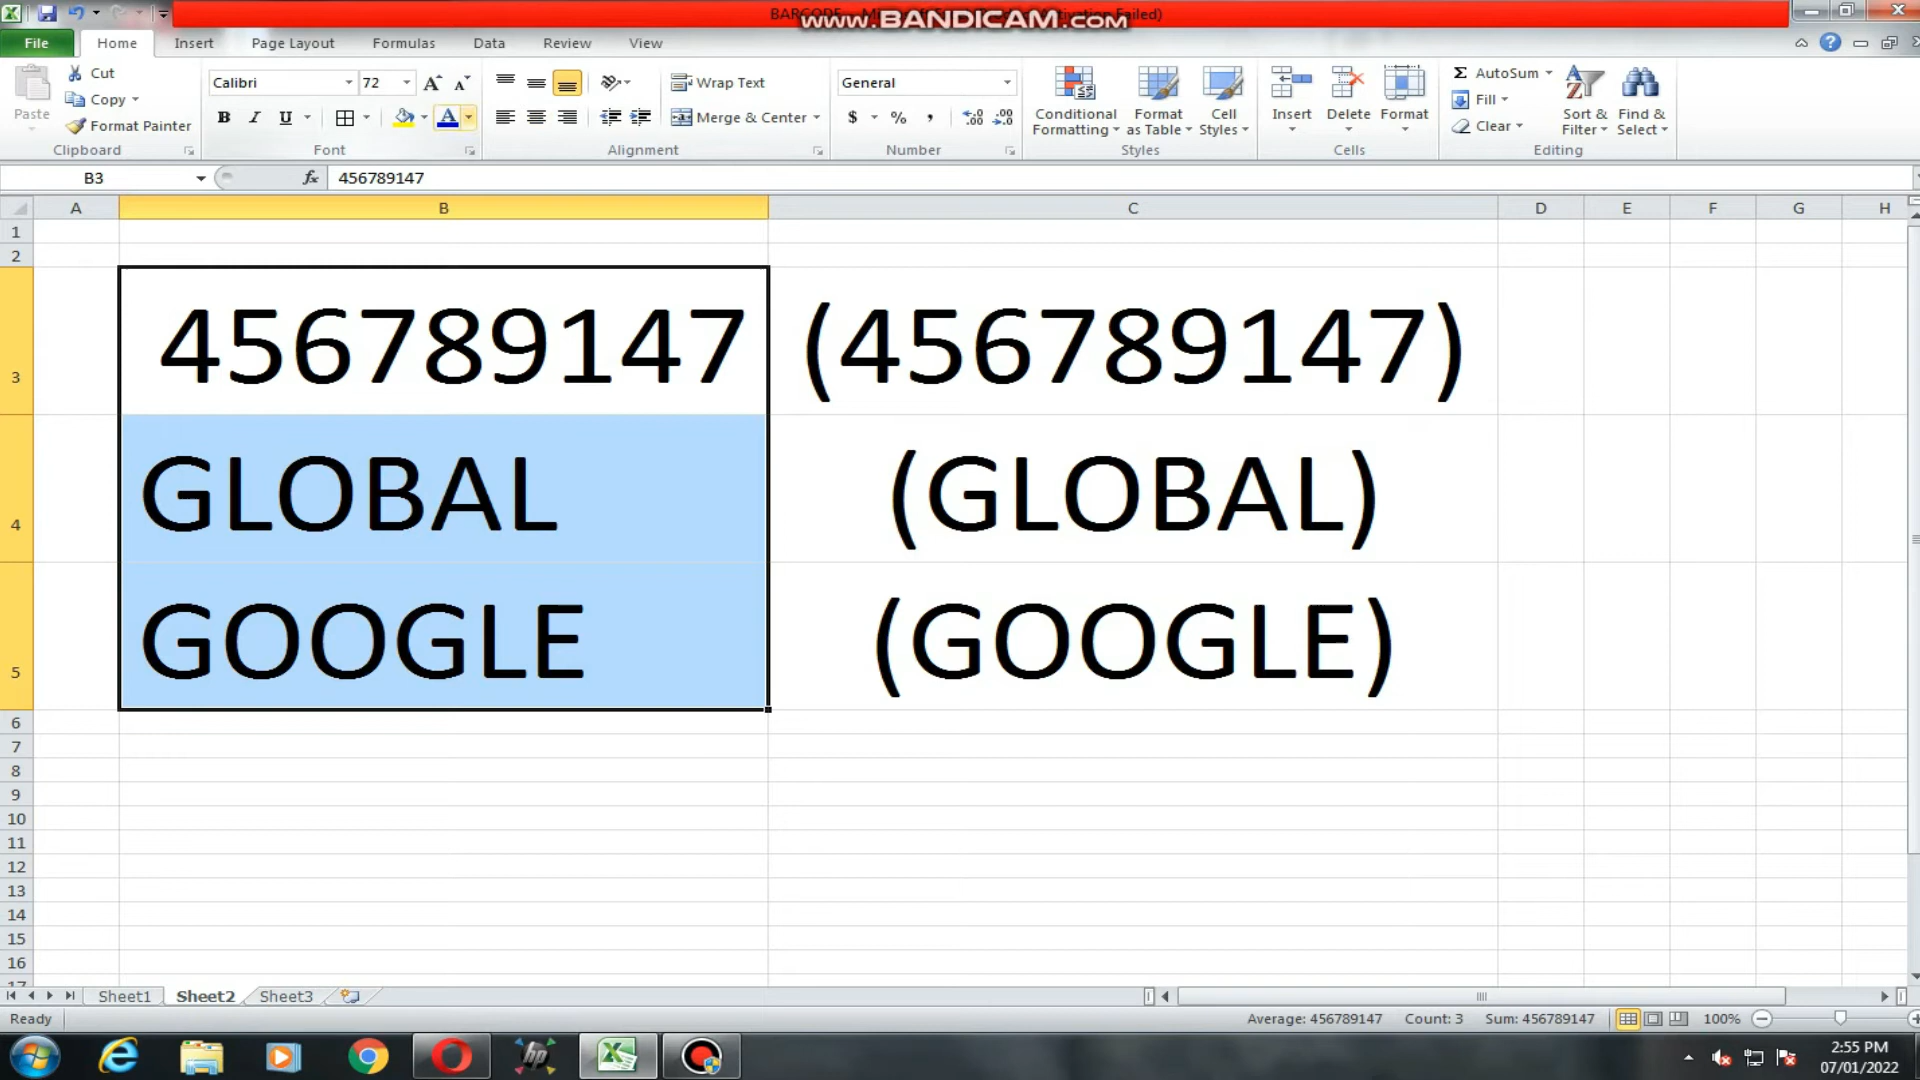 BARCODE
www.BANDICAM.com
File Home Insert Page Layout Formulas Data Review View
Paste
Cut
Copy
Format Painter
Clipboard
Calibri 72
B I U
Font
Wrap Text
Merge & Center
Alignment
General
$ % ,
Number
Conditional Formatting
Format as Table
Cell Styles
Styles
Insert
Delete
Format
Cells
Σ AutoSum
Fill
Clear
Sort & Filter
Find & Select
Editing
B3 fx 456789147
A B C D E F G H
1
2
3 456789147 (456789147)
4 GLOBAL (GLOBAL)
5 GOOGLE (GOOGLE)
6
7
8
9
10
11
12
13
14
15
16
17
Sheet1 Sheet2 Sheet3
Ready Average: 456789147 Count: 3 Sum: 456789147 100%
hp
2:55 PM
07/01/2022